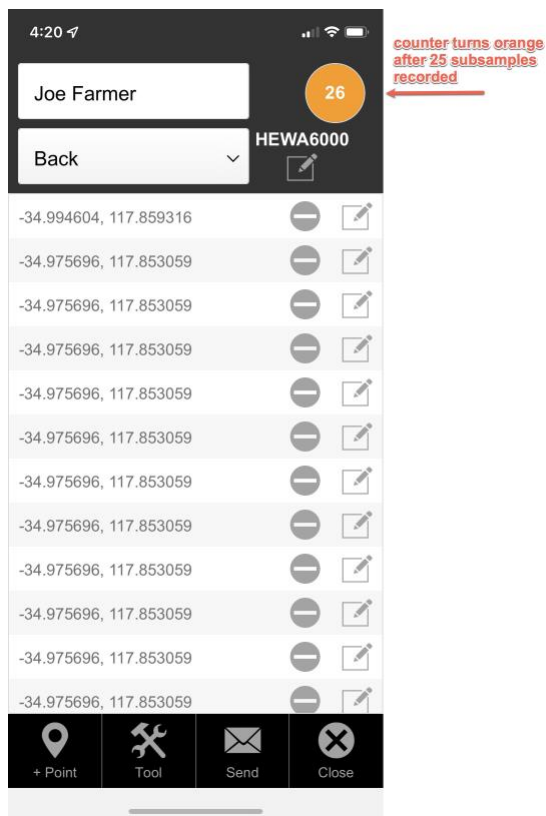 4:20
counter turns orange
after 25 subsamples
recorded
Joe Farmer
26
HEWA6000
Back
-34.994604, 117.859316
-34.975696, 117.853059
-34.975696, 117.853059
-34.975696, 117.853059
-34.975696, 117.853059
-34.975696, 117.853059
-34.975696, 117.853059
-34.975696, 117.853059
-34.975696, 117.853059
-34.975696, 117.853059
-34.975696, 117.853059
-34.975696, 117.853059
+ Point
Tool
Send
Close